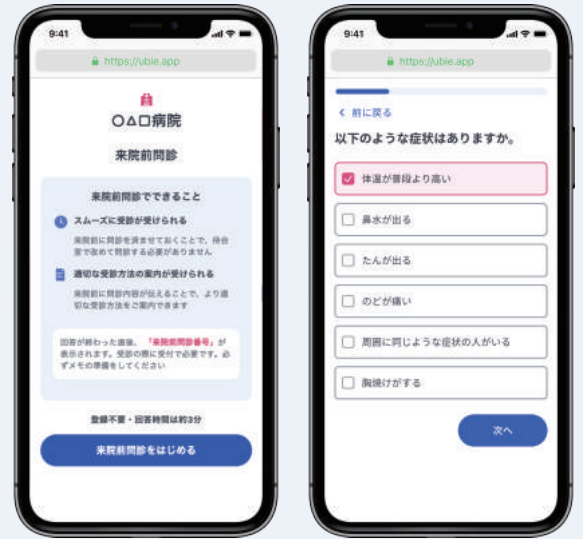 9:41
https://ubie.app
〇△□病院
来院前問診
来院前問診でできること
スムーズに受診が受けられる
来院前に問診を済ませておくことで、待合
室で改めて問診する必要がありません
適切な受診方法の案内が受けられる
来院前に問診内容が伝えることで、より適
切な受診方法をご案内できます
回答が終わった直後、「来院前問診番号」が
表示されます。受診の際に受付で必要です。必
ずメモの準備をしてください
登録不要・回答時間は約3分
来院前問診をはじめる
9:41
https://ubie.app
< 前に戻る
以下のような症状はありますか。
体温が普段より高い
鼻水が出る
たんが出る
のどが痛い
周囲に同じような症状の人がいる
胸焼けがする
次へ